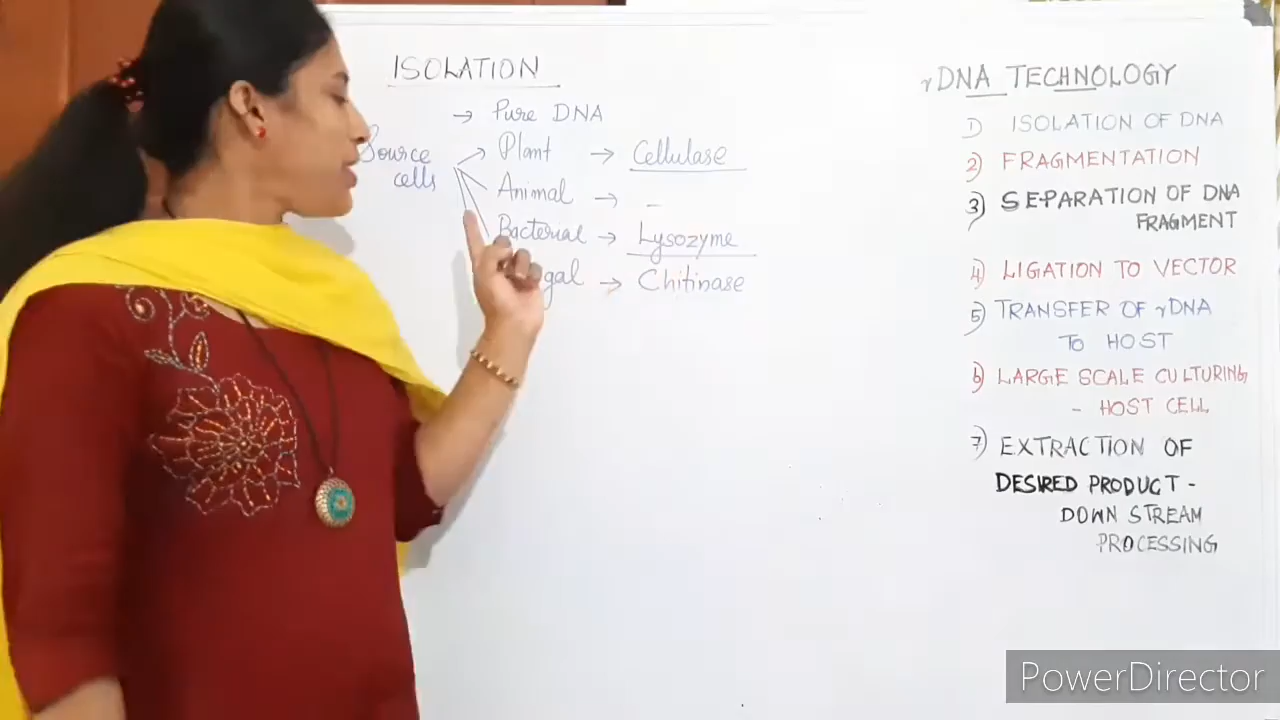 ISOLATION
→ Pure DNA
Source cells
Plant → Cellulase
Animal → –
Bacterial → Lysozyme
gal → Chitinase
rDNA TECHNOLOGY
1) ISOLATION OF DNA
2) FRAGMENTATION
3) SEPARATION OF DNA
FRAGMENT
4) LIGATION TO VECTOR
5) TRANSFER OF rDNA
TO HOST
6) LARGE SCALE CULTURING
- HOST CELL
7) EXTRACTION OF
DESIRED PRODUCT -
DOWN STREAM
PROCESSING
PowerDirector